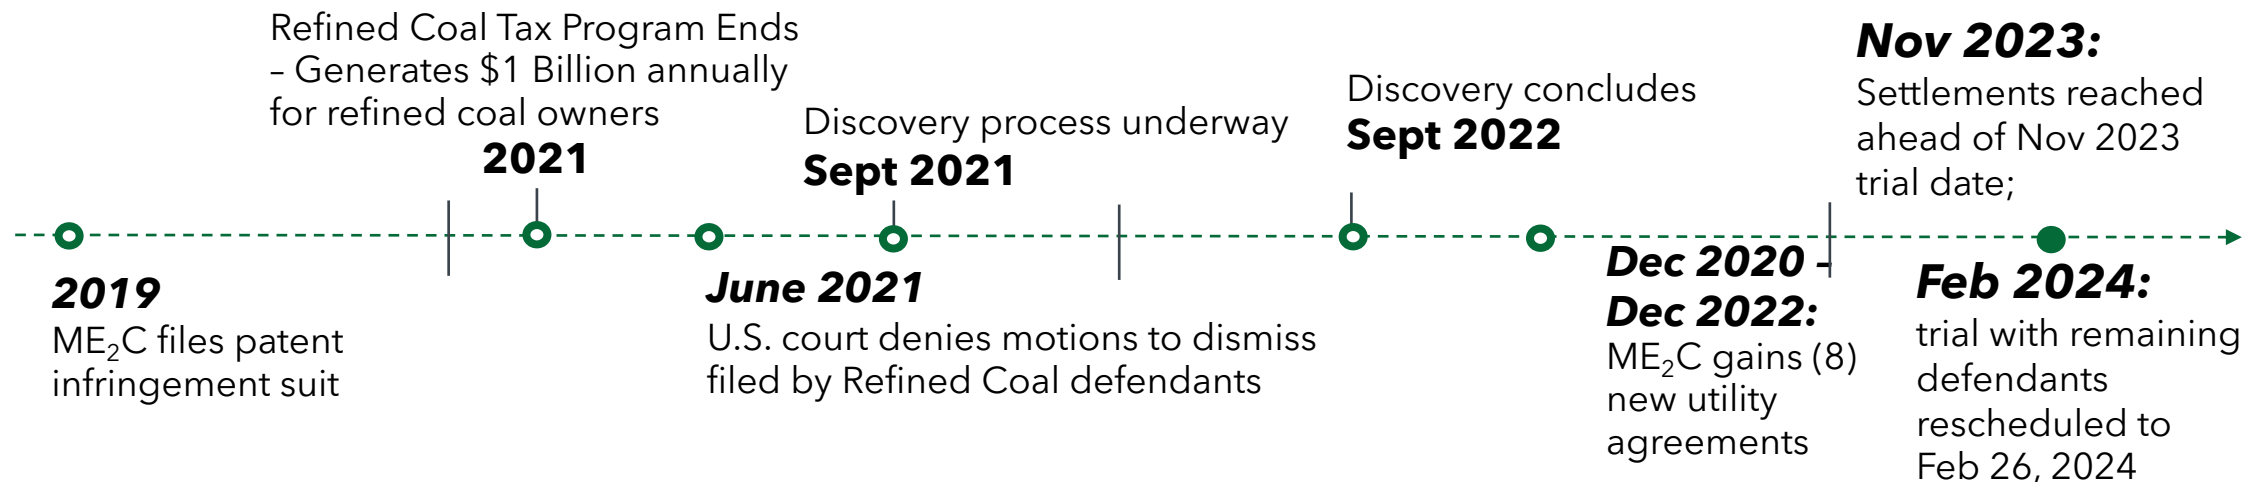 Refined Coal Tax Program Ends
– Generates $1 Billion annually
for refined coal owners
2021
Discovery process underway
Sept 2021
Discovery concludes
Sept 2022
Nov 2023:
Settlements reached
ahead of Nov 2023
trial date;
2019
ME₂C files patent
infringement suit
June 2021
U.S. court denies motions to dismiss
filed by Refined Coal defendants
Dec 2020 –
Dec 2022:
ME₂C gains (8)
new utility
agreements
Feb 2024:
trial with remaining
defendants
rescheduled to
Feb 26, 2024